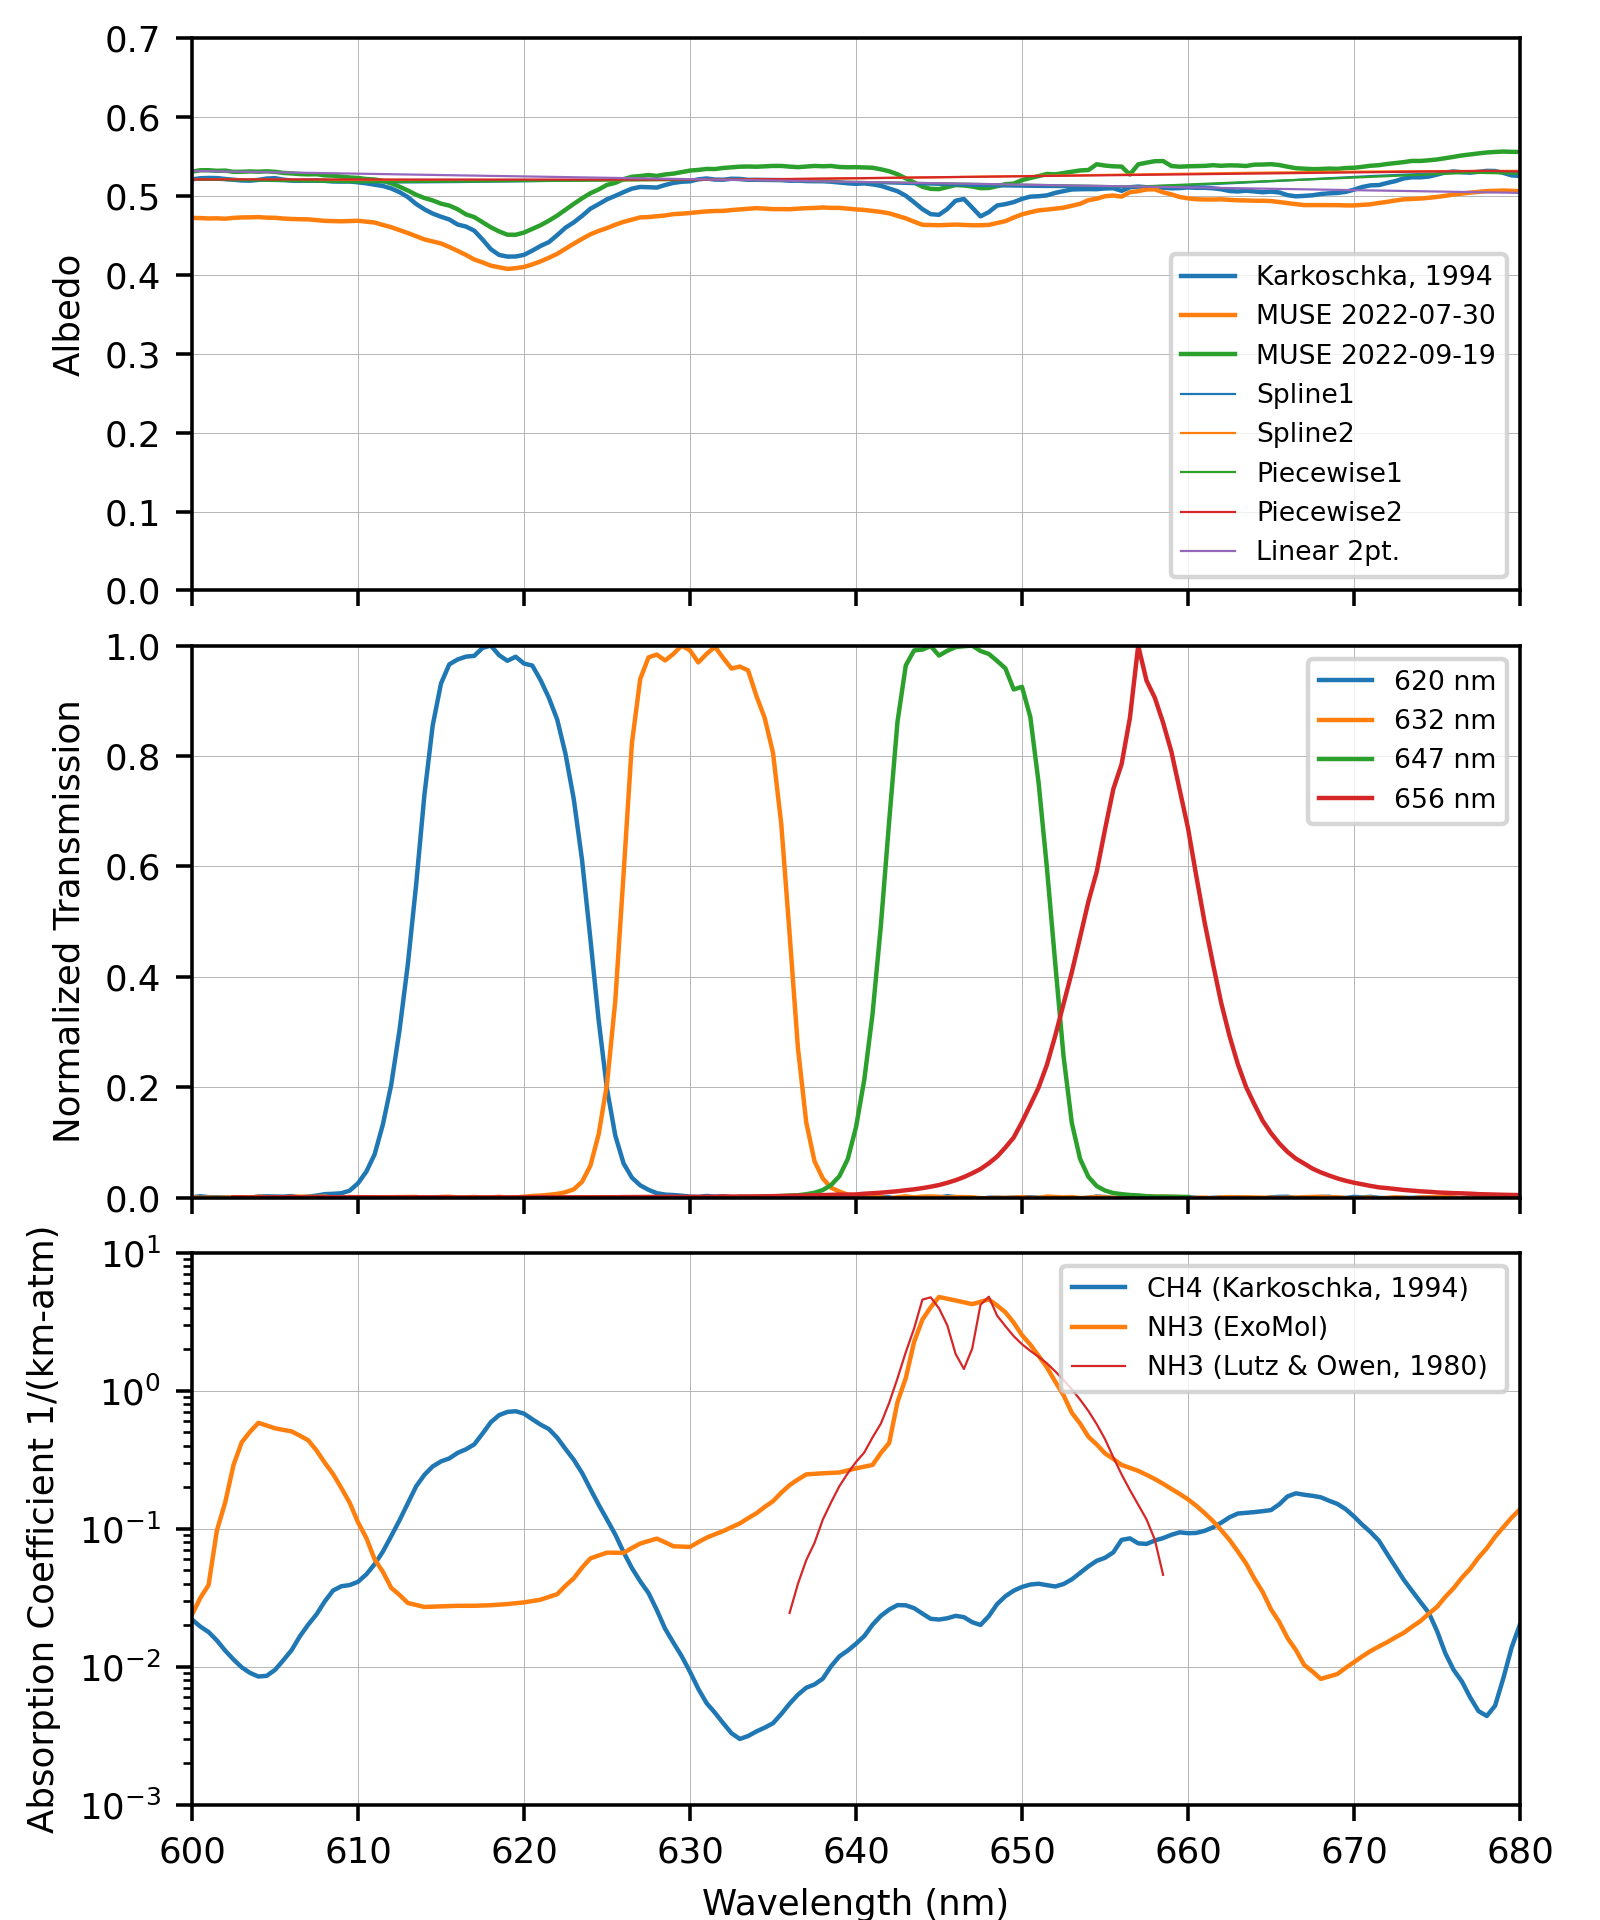 0.7
0.6
0.5
0.4
0.3
0.2
0.1
0.0
Albedo
Karkoschka, 1994
MUSE 2022-07-30
MUSE 2022-09-19
Spline1
Spline2
Piecewise1
Piecewise2
Linear 2pt.
1.0
0.8
0.6
0.4
0.2
0.0
Normalized Transmission
620 nm
632 nm
647 nm
656 nm
10¹
10⁰
10⁻¹
10⁻²
10⁻³
Absorption Coefficient 1/(km-atm)
CH4 (Karkoschka, 1994)
NH3 (ExoMol)
NH3 (Lutz & Owen, 1980)
600 610 620 630 640 650 660 670 680
Wavelength (nm)